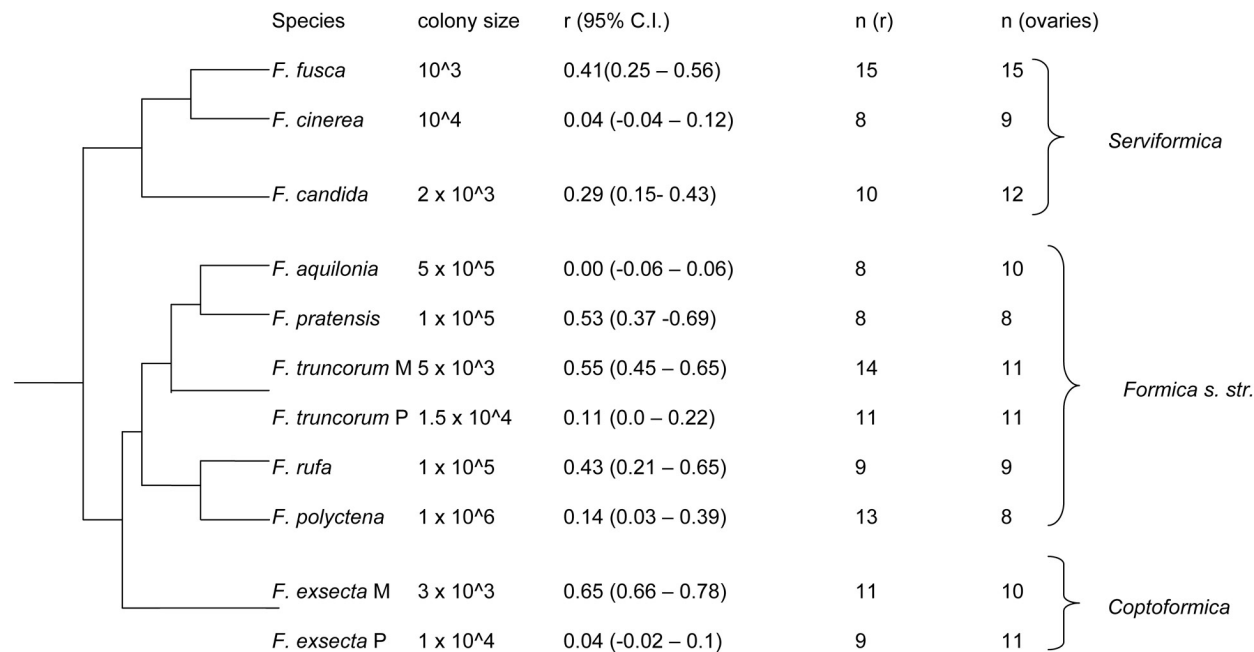 Species colony size r (95% C.I.) n (r) n (ovaries)
F. fusca 10^3 0.41(0.25 – 0.56) 15 15
F. cinerea 10^4 0.04 (-0.04 – 0.12) 8 9
Serviformica
F. candida 2 x 10^3 0.29 (0.15- 0.43) 10 12
F. aquilonia 5 x 10^5 0.00 (-0.06 – 0.06) 8 10
F. pratensis 1 x 10^5 0.53 (0.37 -0.69) 8 8
F. truncorum M 5 x 10^3 0.55 (0.45 – 0.65) 14 11
Formica s. str.
F. truncorum P 1.5 x 10^4 0.11 (0.0 – 0.22) 11 11
F. rufa 1 x 10^5 0.43 (0.21 – 0.65) 9 9
F. polyctena 1 x 10^6 0.14 (0.03 – 0.39) 13 8
F. exsecta M 3 x 10^3 0.65 (0.66 – 0.78) 11 10
Coptoformica
F. exsecta P 1 x 10^4 0.04 (-0.02 – 0.1) 9 11